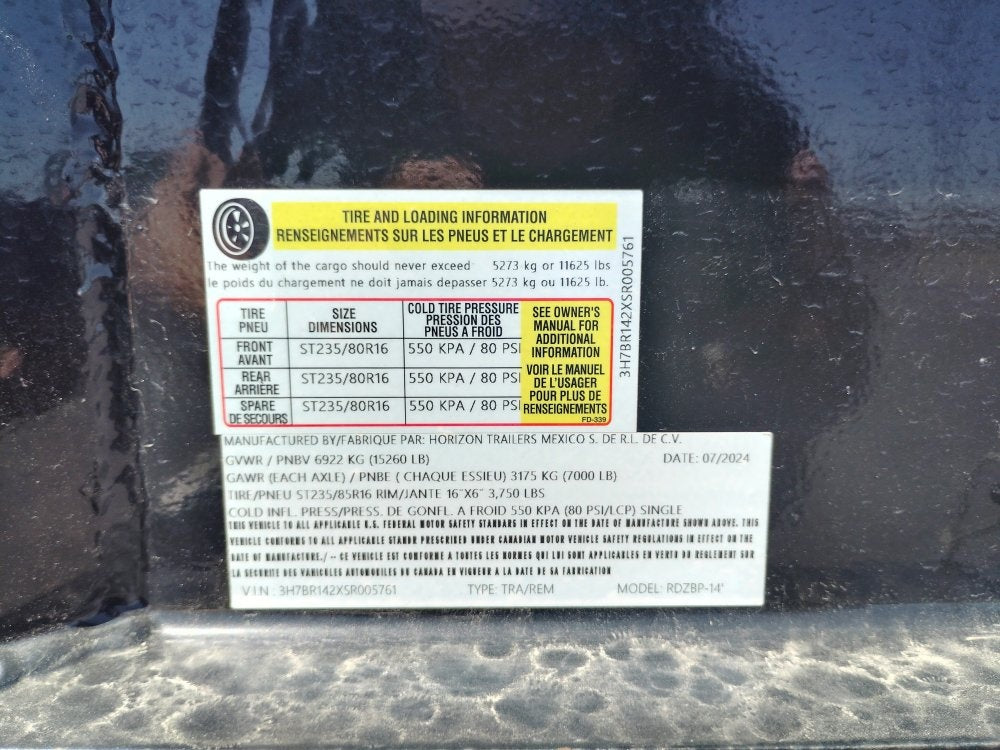 TIRE AND LOADING INFORMATION
RENSEIGNEMENTS SUR LES PNEUS ET LE CHARGEMENT
The weight of the cargo should never exceed 5273 kg or 11625 lbs
le poids du chargement ne doit jamais depasser 5273 kg ou 11625 lb.
TIRE PNEU SIZE DIMENSIONS COLD TIRE PRESSURE PRESSION DES PNEUS A FROID
FRONT AVANT ST235/80R16 550 KPA / 80 PSI
REAR ARRIÈRE ST235/80R16 550 KPA / 80 PSI
SPARE DE SECOURS ST235/80R16 550 KPA / 80 PSI
SEE OWNER'S
MANUAL FOR
ADDITIONAL
INFORMATION
VOIR LE MANUEL
DE L'USAGER
POUR PLUS DE
RENSEIGNEMENTS
FD-339
3H7BR142XSR005761
MANUFACTURED BY/FABRIQUE PAR: HORIZON TRAILERS MEXICO S. DE R.L. DE C.V.
GVWR / PNBV 6922 KG (15260 LB) DATE: 07/2024
GAWR (EACH AXLE) / PNBE ( CHAQUE ESSIEU) 3175 KG (7000 LB)
TIRE/PNEU ST235/85R16 RIM/JANTE 16"X6" 3,750 LBS
COLD INFL. PRESS/PRESS. DE GONFL. A FROID 550 KPA (80 PSI/LCP) SINGLE
THIS VEHICLE TO ALL APPLICABLE U.S. FEDERAL MOTOR SAFETY STANDARS IN EFFECT ON THE DATE OF MANUFACTURE SHOWN ABOVE. THIS
VEHICLE CONFORMS TO ALL APPLICABLE STANDR PRESCRIBED UNDER CANADIAN MOTOR VEHICLE SAFETY REGULATIONS IN EFFECT ON THE
DATE OF MANUFACTURE./ -- CE VEHICLE EST CONFORME A TOUTES LES NORMES QUI LUI SONT APPLICABLES EN VERTU DU REGLEMENT SUR
LA SECURITE DES VAHICULES AUTOMOBILES DU CANADA EN VIGUEUR A LA DATE DE SA FABRICATION
V.I.N : 3H7BR142XSR005761 TYPE: TRA/REM MODEL: RDZBP-14'